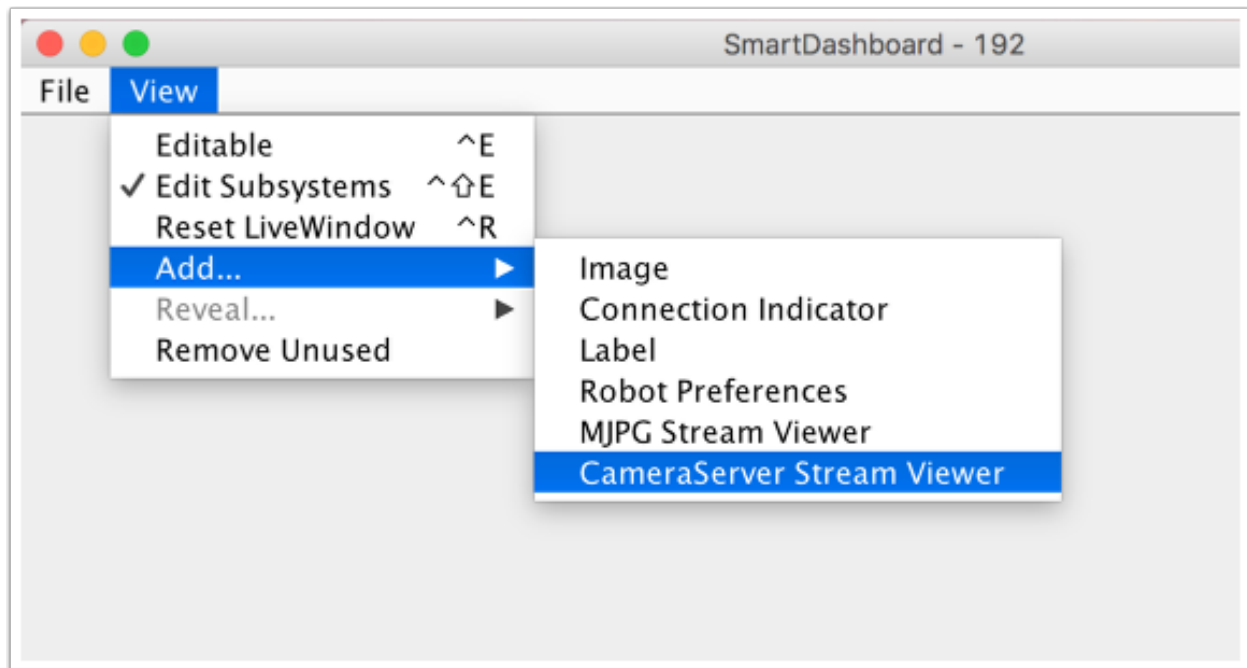 SmartDashboard - 192
File View
Editable ^E
✓ Edit Subsystems ^⇧E
Reset LiveWindow ^R
Add... ▶
Reveal... ▶
Remove Unused
Image
Connection Indicator
Label
Robot Preferences
MJPG Stream Viewer
CameraServer Stream Viewer